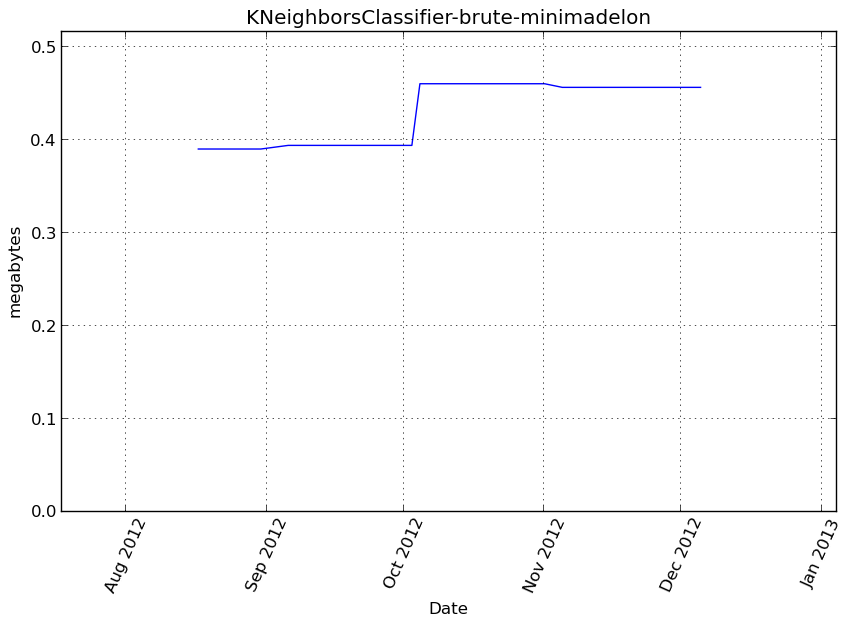 KNeighborsClassifier-brute-minimadelon
0.5
0.4
0.3
0.2
0.1
0.0
megabytes
Aug 2012
Sep 2012
Oct 2012
Nov 2012
Dec 2012
Jan 2013
Date